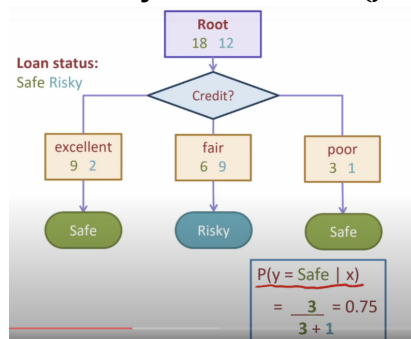 Root
18 12
Loan status:
Safe Risky
Credit?
excellent
9 2
fair
6 9
poor
3 1
Safe
Risky
Safe
P(y = Safe | x)
= 3 = 0.75
3 + 1